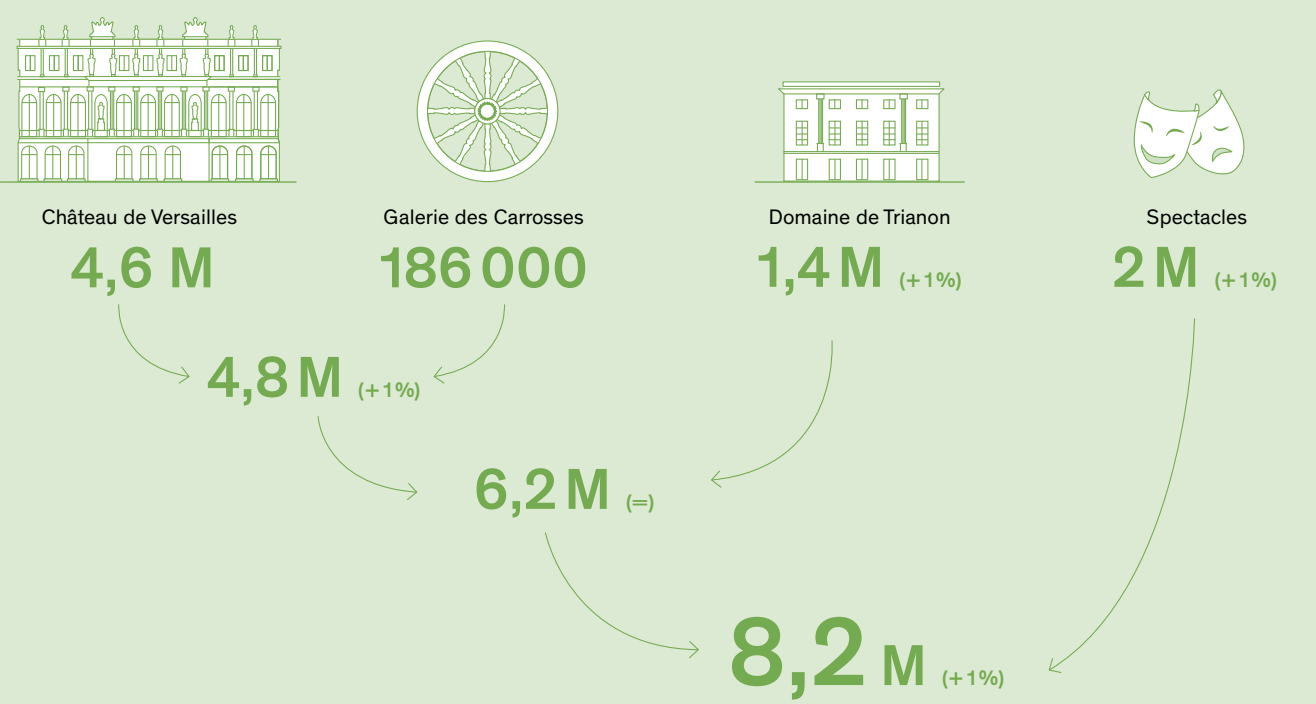 Château de Versailles
4,6 M
Galerie des Carrosses
186 000
Domaine de Trianon
1,4 M (+1%)
Spectacles
2 M (+1%)
4,8 M (+1%)
6,2 M (=)
8,2 M (+1%)